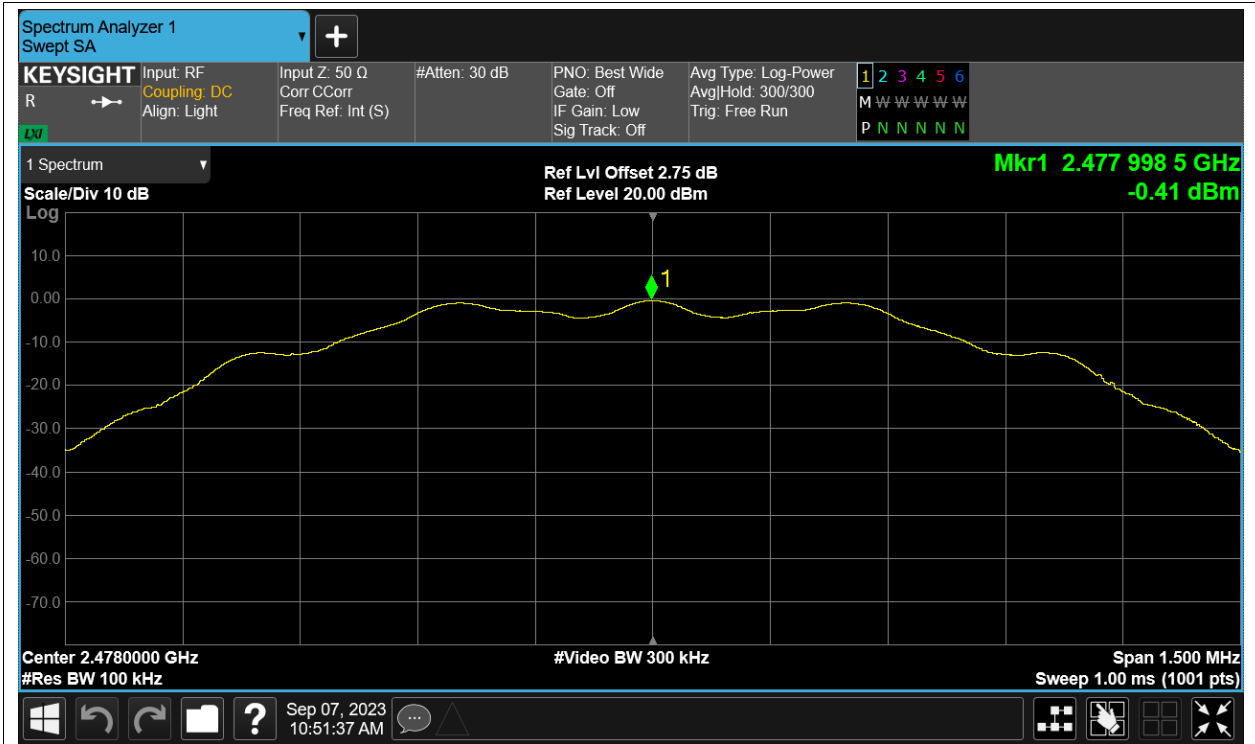 Spectrum Analyzer 1
Swept SA
+
KEYSIGHT
R
LXI
Input: RF
Coupling: DC
Align: Light
Input Z: 50 Ω
Corr CCorr
Freq Ref: Int (S)
#Atten: 30 dB
PNO: Best Wide
Gate: Off
IF Gain: Low
Sig Track: Off
Avg Type: Log-Power
Avg|Hold: 300/300
Trig: Free Run
1 2 3 4 5 6
M W W W W W
P N N N N N
1 Spectrum
Scale/Div 10 dB
Log
Ref Lvl Offset 2.75 dB
Ref Level 20.00 dBm
Mkr1 2.477 998 5 GHz
-0.41 dBm
10.0
0.00
-10.0
-20.0
-30.0
-40.0
-50.0
-60.0
-70.0
1
Center 2.4780000 GHz
#Res BW 100 kHz
#Video BW 300 kHz
Span 1.500 MHz
Sweep 1.00 ms (1001 pts)
?
Sep 07, 2023
10:51:37 AM